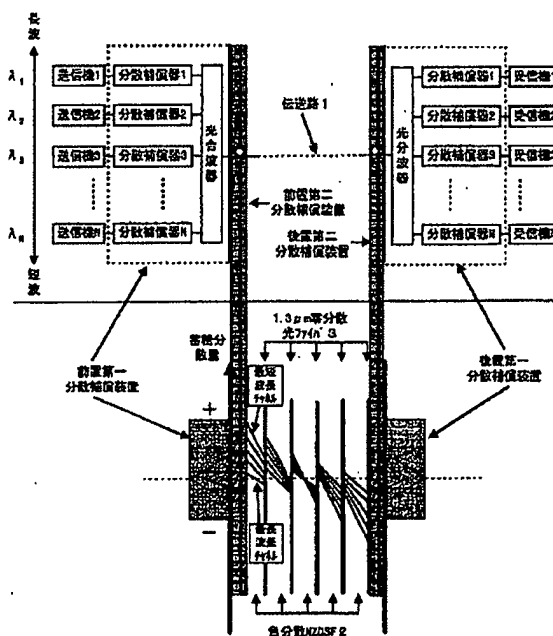 長
波
λ1
λ2
λ3
λN
短
波
送信機1
分散補償器1
送信機2
分散補償器2
送信機3
分散補償器3
送信機N
分散補償器N
光合波器
伝送路1
前置第二
分散補償装置
後置第二
分散補償装置
光分波器
分散補償器1
受信機1
分散補償器2
受信機2
分散補償器3
受信機3
分散補償器N
受信機N
前置第一
分散補償装置
後置第一
分散補償装置
蓄積分
散量
+
−
1.3μm零分散
光ファイバ3
最短
波長
チャネル
最長
波長
チャネル
負分散NZDSF2